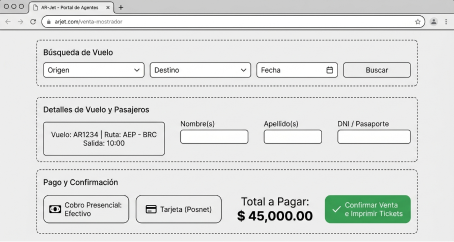 AR-Jet - Portal de Agentes
arjet.com/venta-mostrador
Búsqueda de Vuelo
Origen
Destino
Fecha
Buscar
Detalles de Vuelo y Pasajeros
Vuelo: AR1234 | Ruta: AEP - BRC
Salida: 10:00
Nombre(s)
Apellido(s)
DNI / Pasaporte
Pago y Confirmación
Cobro Presencial:
Efectivo
Tarjeta (Posnet)
Total a Pagar:
$ 45,000.00
Confirmar Venta
e Imprimir Tickets